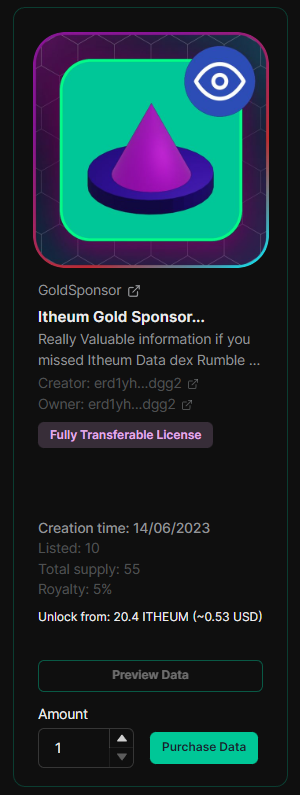 GoldSponsor
Itheum Gold Sponsor...
Really Valuable information if you
missed Itheum Data dex Rumble ...
Creator: erd1yh...dgg2
Owner: erd1yh...dgg2
Fully Transferable License
Creation time: 14/06/2023
Listed: 10
Total supply: 55
Royalty: 5%
Unlock from: 20.4 ITHEUM (~0.53 USD)
Preview Data
Amount
1
Purchase Data